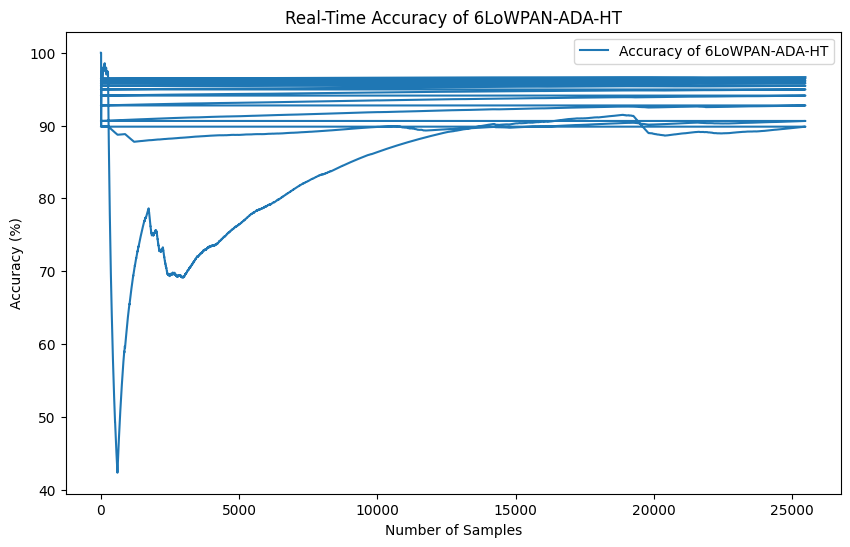 Real-Time Accuracy of 6LoWPAN-ADA-HT
Accuracy of 6LoWPAN-ADA-HT
100
90
80
70
60
50
40
Accuracy (%)
0 5000 10000 15000 20000 25000
Number of Samples